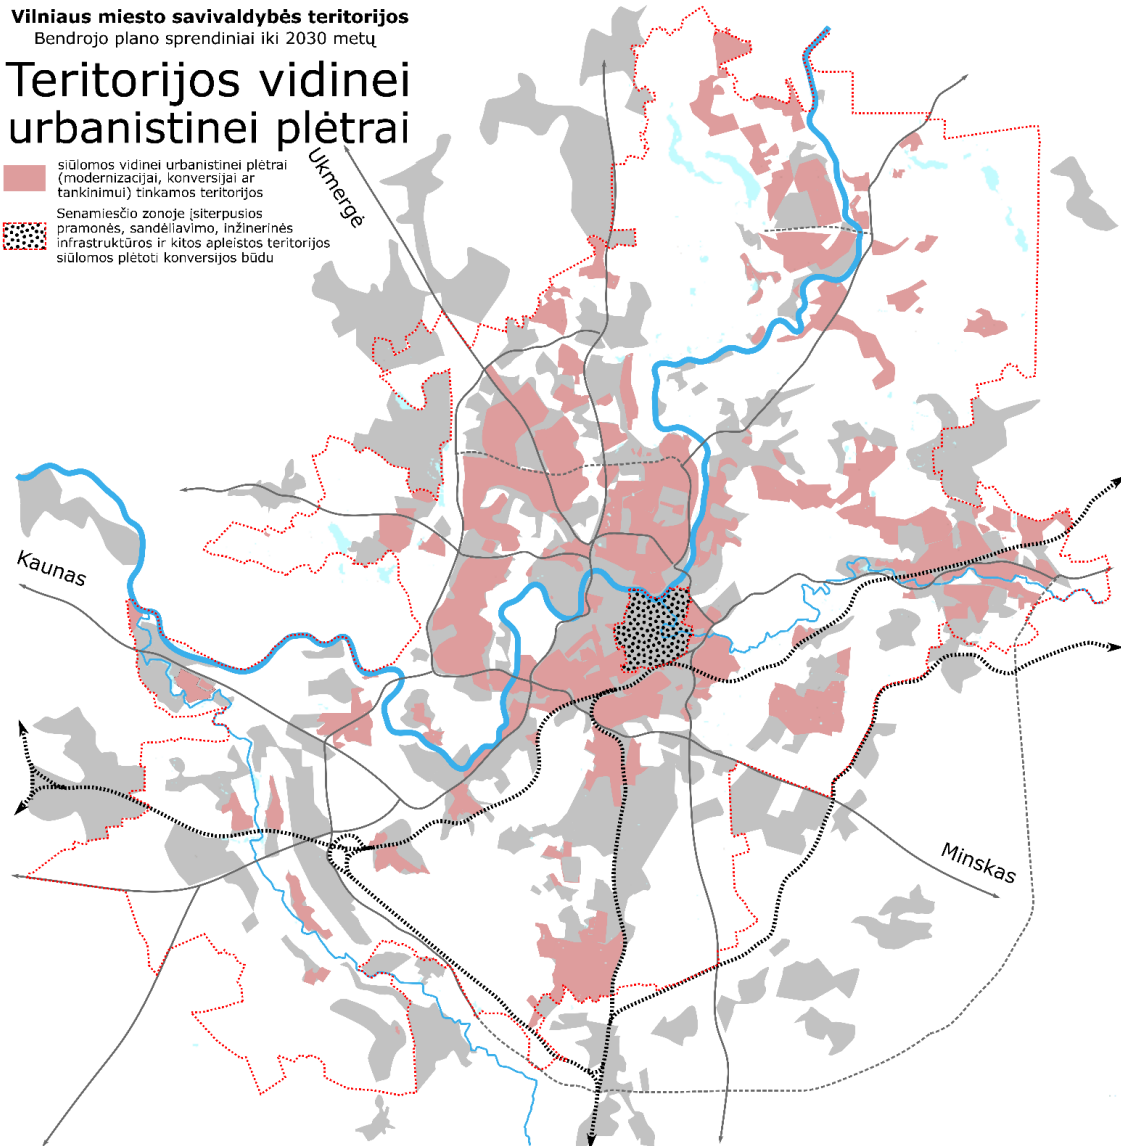 Vilniaus miesto savivaldybės teritorijos
Bendrojo plano sprendiniai iki 2030 metų
Teritorijos vidinei
urbanistinei plėtrai
siūlomos vidinei urbanistinei plėtrai
(modernizacijai, konversijai ar
tankinimui) tinkamos teritorijos
Senamiesčio zonoje įsiterpusios
pramonės, sandėliavimo, inžinerinės
infrastruktūros ir kitos apleistos teritorijos
siūlomos plėtoti konversijos būdu
Ukmergė
Kaunas
Minskas